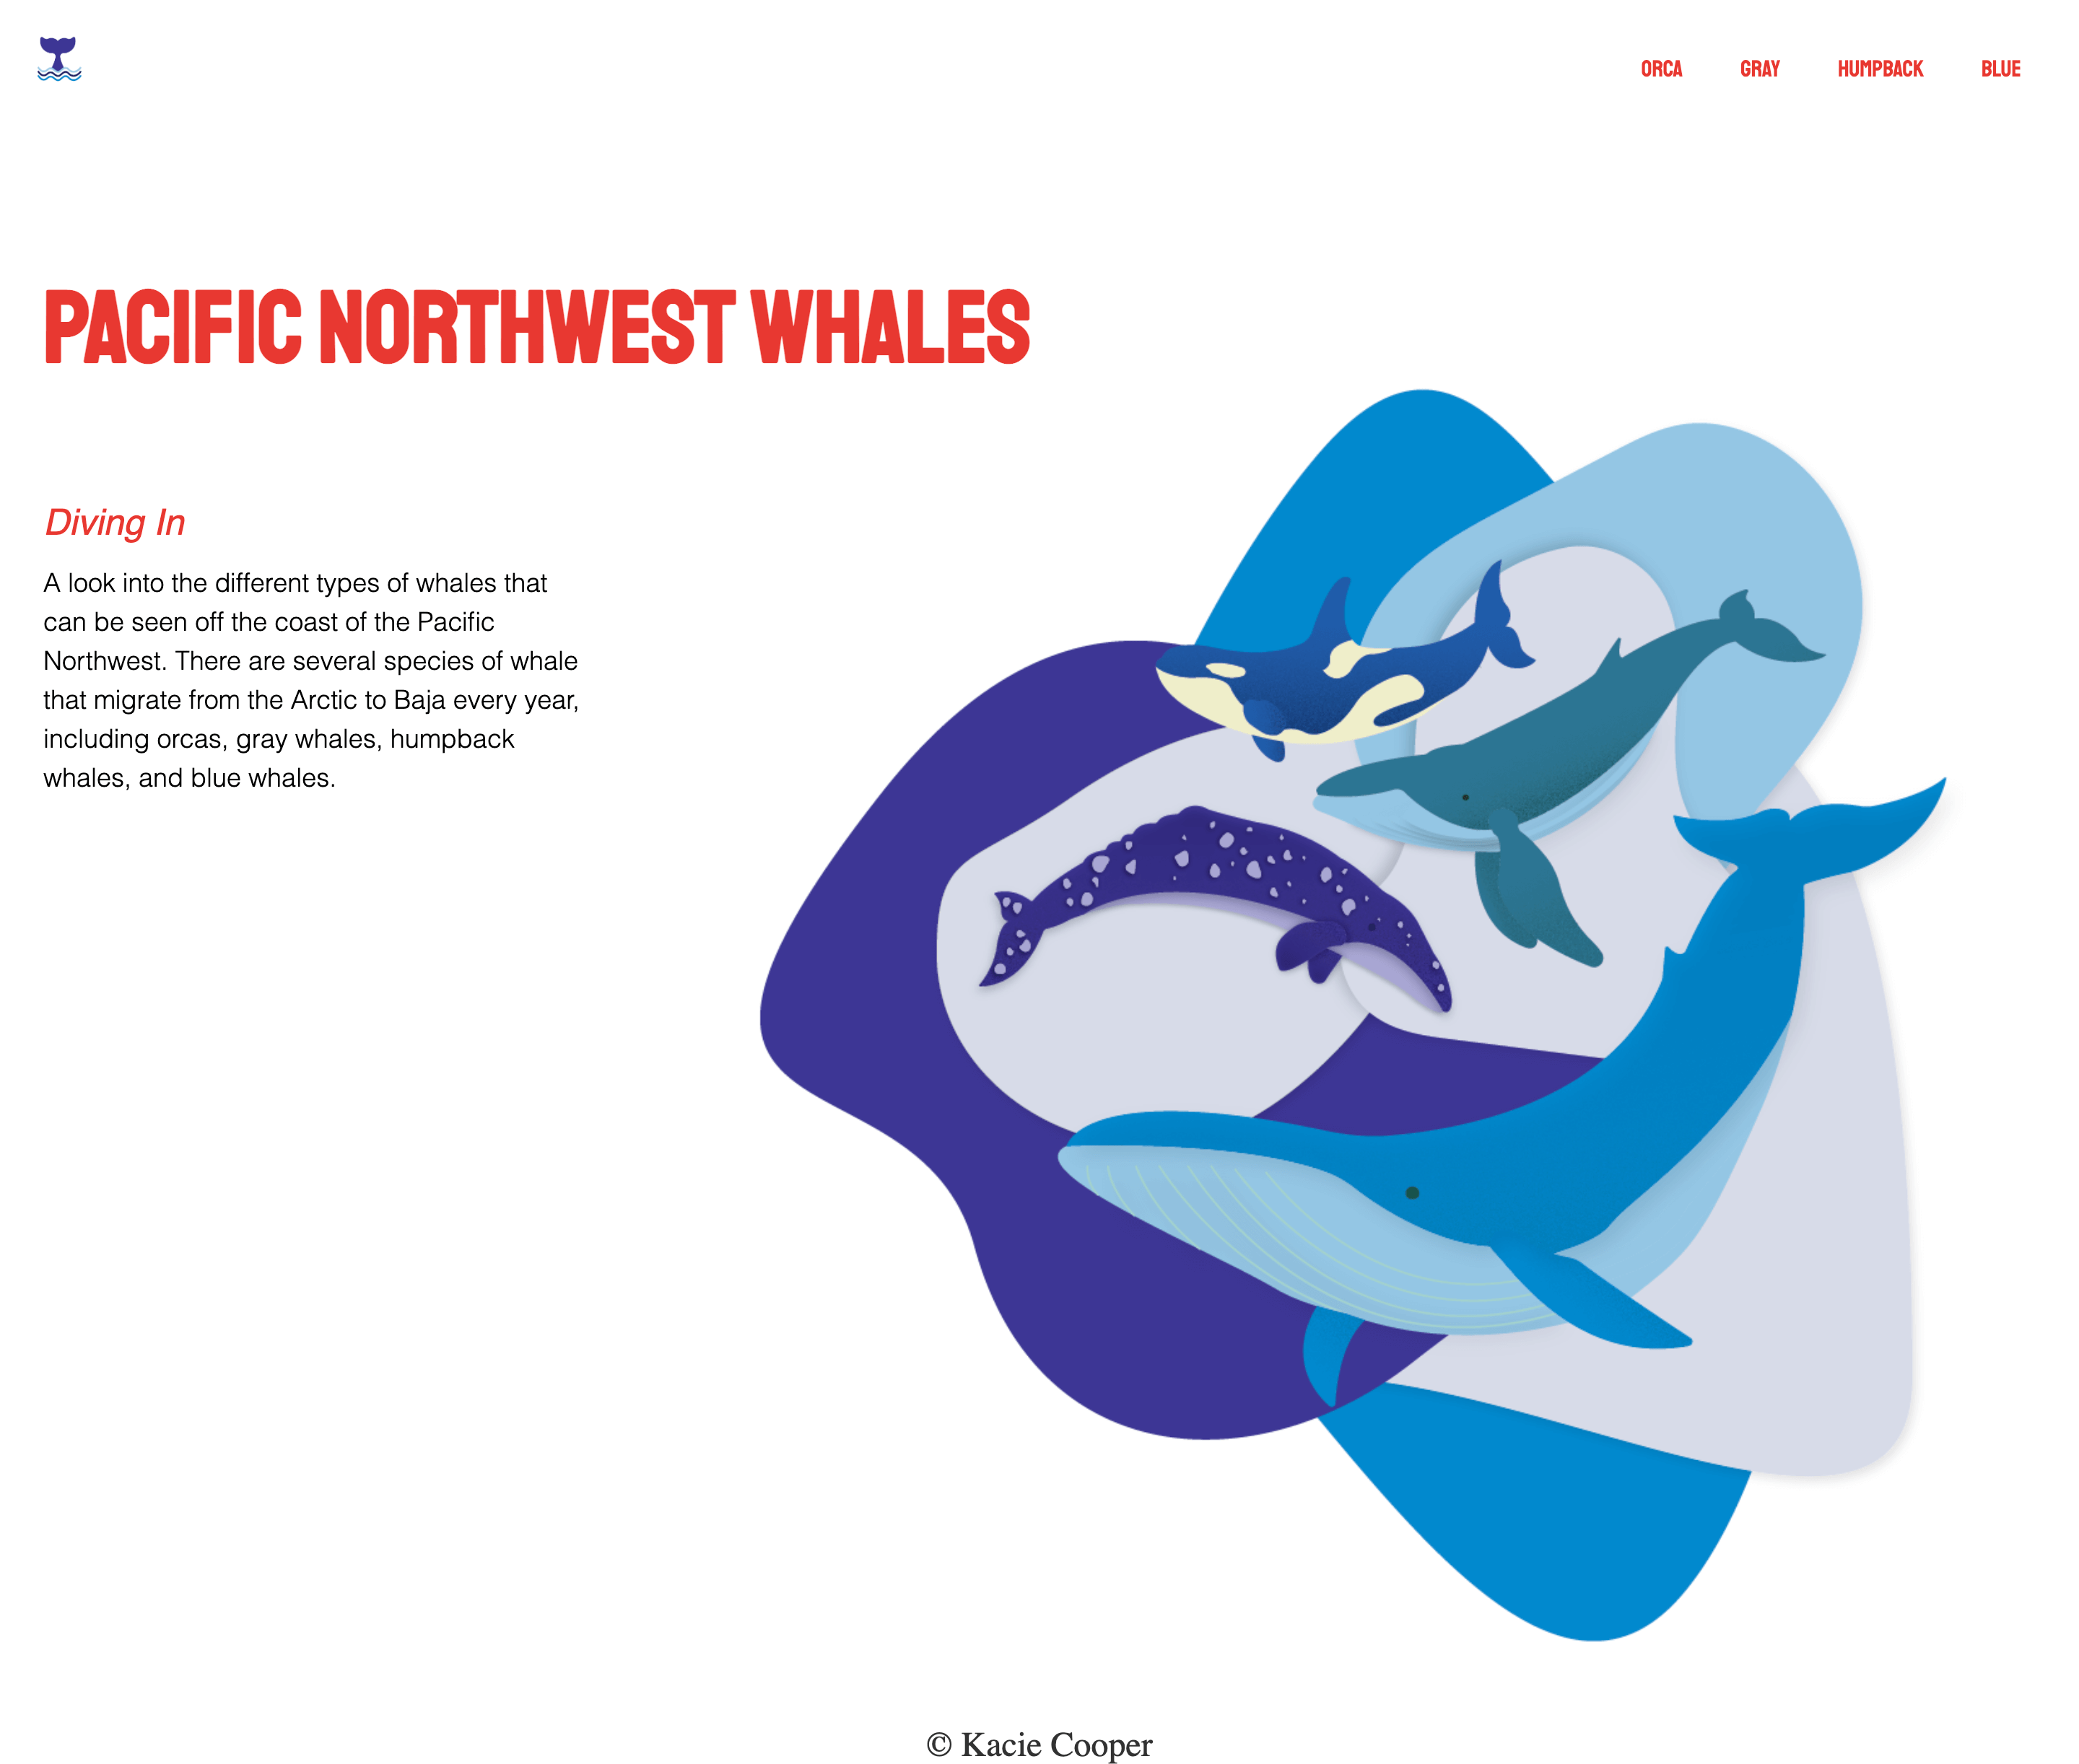 ORCA GRAY HUMPBACK BLUE
PACIFIC NORTHWEST WHALES
Diving In
A look into the different types of whales that
can be seen off the coast of the Pacific
Northwest. There are several species of whale
that migrate from the Arctic to Baja every year,
including orcas, gray whales, humpback
whales, and blue whales.
© Kacie Cooper